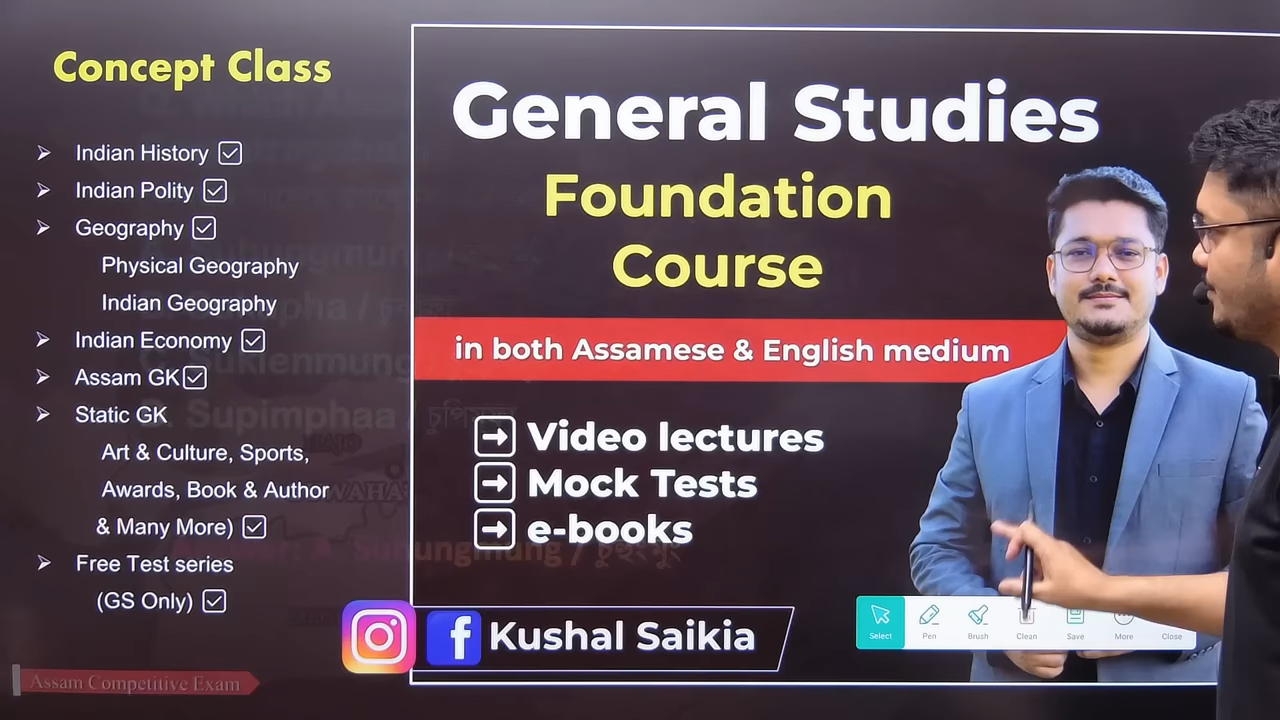 Concept Class
➢ Indian History ☑
➢ Indian Polity ☑
➢ Geography ☑
Physical Geography
Indian Geography
➢ Indian Economy ☑
➢ Assam GK ☑
➢ Static GK
Art & Culture, Sports,
Awards, Book & Author
& Many More) ☑
➢ Free Test series
(GS Only) ☑
Assam Competitive Exam
General Studies
Foundation
Course
in both Assamese & English medium
Video lectures
Mock Tests
e-books
Kushal Saikia
Select Pen Brush Clean Save More Close
Supimphaa /